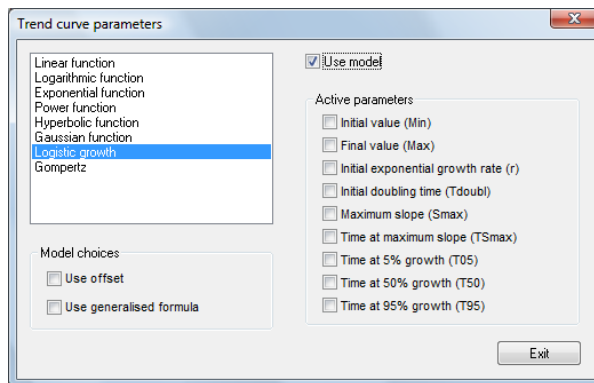 Trend curve parameters
Linear function
Logarithmic function
Exponential function
Power function
Hyperbolic function
Gaussian function
Logistic growth
Gompertz
Model choices
Use offset
Use generalised formula
Use model
Active parameters
Initial value (Min)
Final value (Max)
Initial exponential growth rate (r)
Initial doubling time (Tdoubl)
Maximum slope (Smax)
Time at maximum slope (TSmax)
Time at 5% growth (T05)
Time at 50% growth (T50)
Time at 95% growth (T95)
Exit